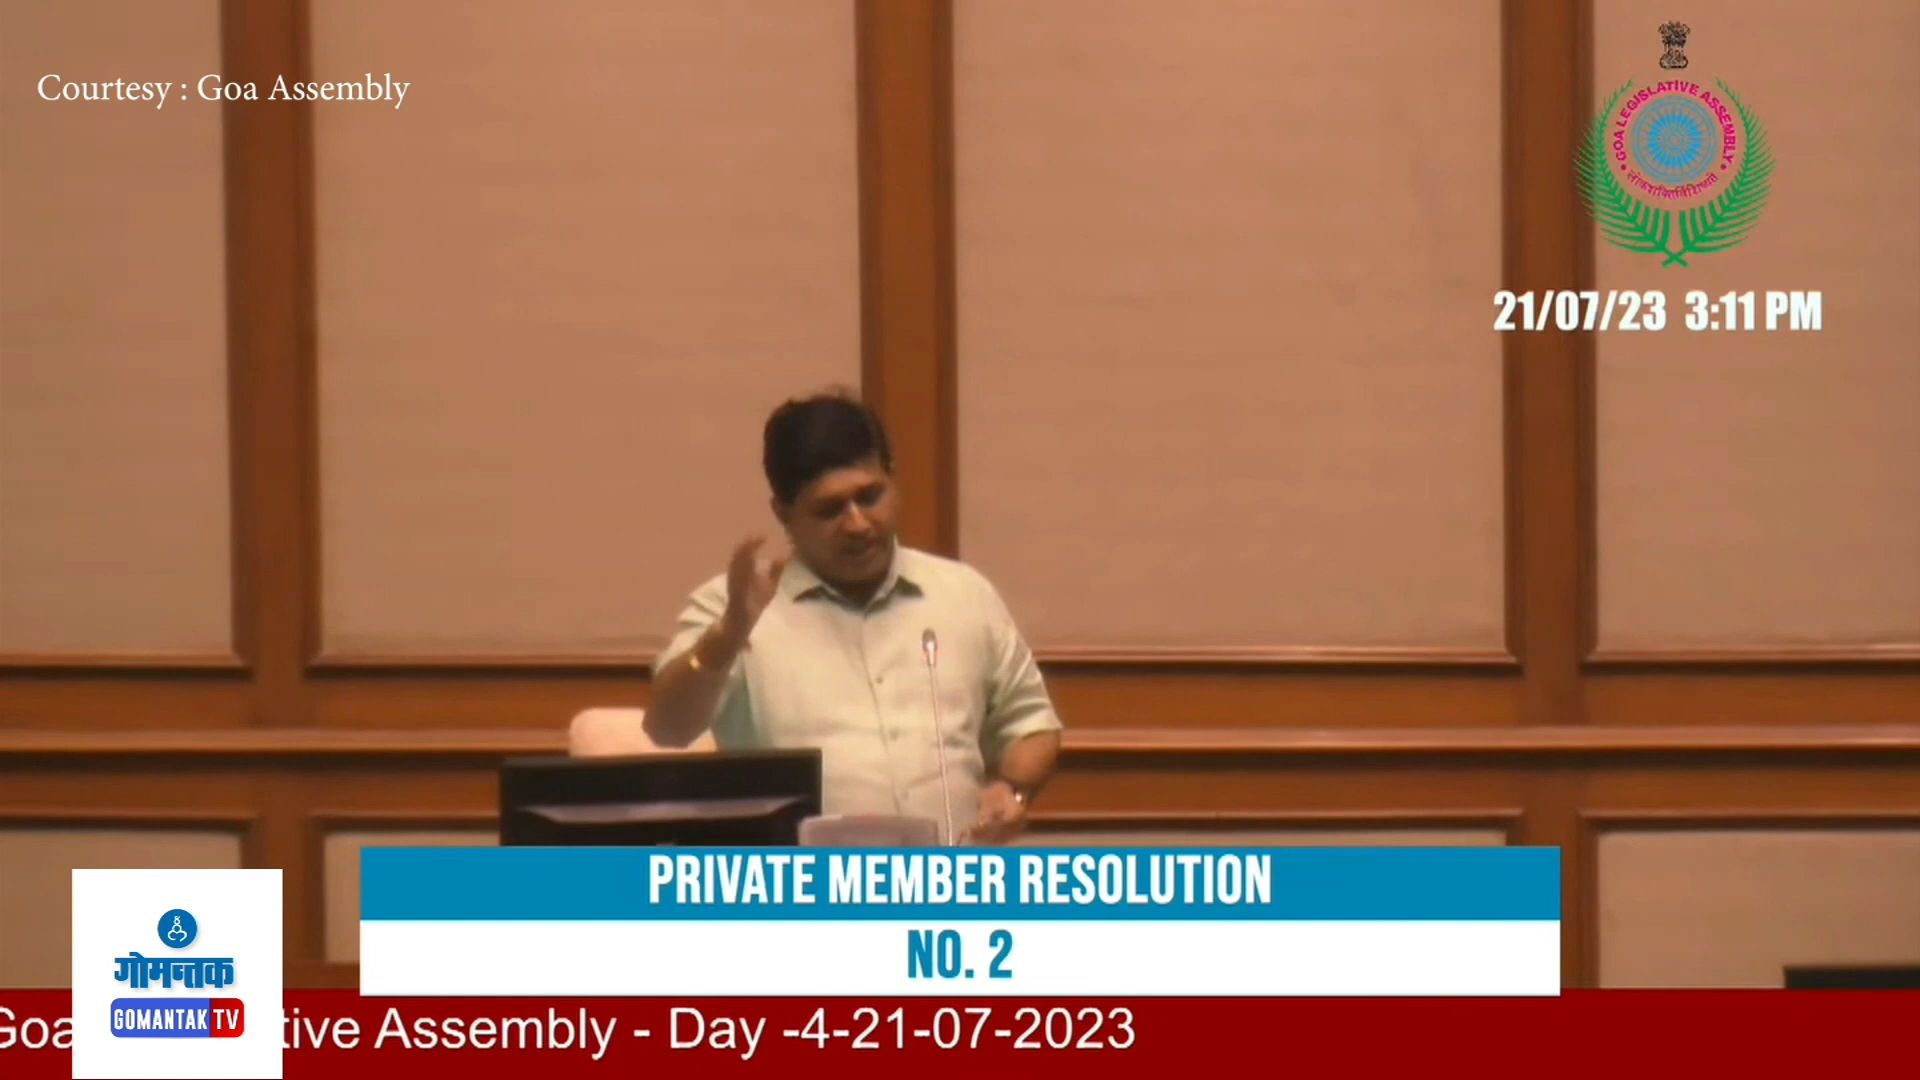 Courtesy : Goa Assembly
GOA LEGISLATIVE ASSEMBLY
21/07/23 3:11 PM
PRIVATE MEMBER RESOLUTION
NO. 2
गोमन्तक
GOMANTAK TV
Goa tive Assembly - Day -4-21-07-2023